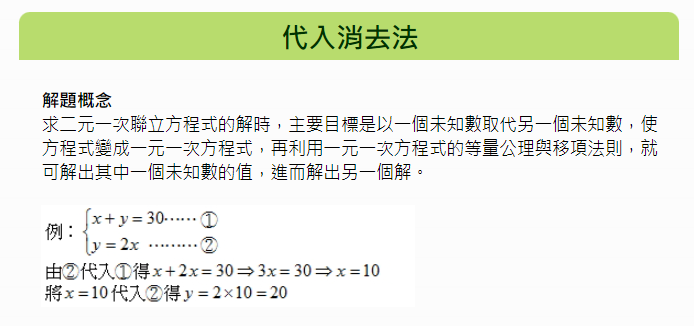 代入消去法
解題概念
求二元一次聯立方程式的解時，主要目標是以一個未知數取代另一個未知數，使
方程式變成一元一次方程式，再利用一元一次方程式的等量公理與移項法則，就
可解出其中一個未知數的值，進而解出另一個解。
例：{x+y=30……①
y=2x ………②
由②代入①得x+2x=30⇒3x=30⇒x=10
將x=10代入②得y=2×10=20